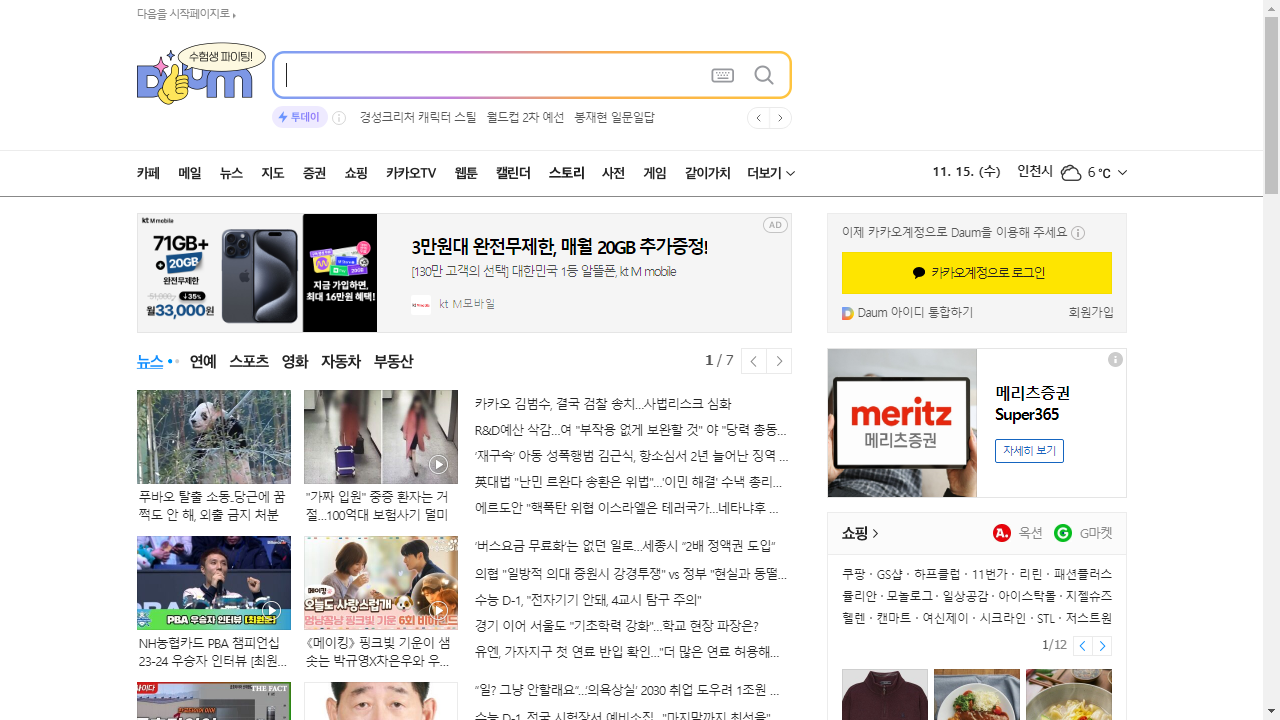 다음을 시작페이지로
수험생 파이팅!
Daum
투데이
경성크리처 캐릭터 스틸 월드컵 2차 예선 봉재현 일문일답
카페 메일 뉴스 지도 증권 쇼핑 카카오TV 웹툰 캘린더 스토리 사전 게임 같이가치 더보기
11. 15. (수) 인천시 6 ℃
kt M mobile
71GB+
20GB
완전무제한
51,000 ↓35%
월33,000원
지금 가입하면,
최대 16만원 혜택!
AD
3만원대 완전무제한, 매월 20GB 추가증정!
[130만 고객의 선택] 대한민국 1등 알뜰폰, kt M mobile
kt M모바일
이제 카카오계정으로 Daum을 이용해 주세요
카카오계정으로 로그인
Daum 아이디 통합하기 회원가입
뉴스 연예 스포츠 영화 자동차 부동산
1 / 7
푸바오 탈출 소동..당근에 꿈
쩍도 안 해, 외출 금지 처분
"가짜 입원" 중증 환자는 거
절...100억대 보험사기 덜미
카카오 김범수, 결국 검찰 송치…사법리스크 심화
R&D예산 삭감…여 "부작용 없게 보완할 것" 야 "당력 총동...
'재구속' 아동 성폭행범 김근식, 항소심서 2년 늘어난 징역 ...
英대법 "난민 르완다 송환은 위법"…'이민 해결' 수낵 총리...
에르도안 "핵폭탄 위협 이스라엘은 테러국가…네타냐후 ...
meritz
메리츠증권
메리츠증권
Super365
자세히 보기
쇼핑 옥션 G마켓
쿠팡 · GS샵 · 하프클럽 · 11번가 · 리린 · 패션플러스
쁠리안 · 모놀로그 · 일상공감 · 아이스탁몰 · 지젤슈즈
헬렌 · 캔마트 · 여신제이 · 시크라인 · STL · 저스트원
1/12
PBA 우승자 인터뷰 (최원준)
NH농협카드 PBA 챔피언십
23-24 우승자 인터뷰 [최원...
메이킹
오늘도 사랑스럽개
멍냥꽁냥 핑크빛 기운 6회 비하인드
《메이킹》 핑크빛 기운이 샘
솟는 박규영X차은우와 우...
'버스요금 무료화'는 없던 일로…세종시 "2배 정액권 도입"
의협 "일방적 의대 증원시 강경투쟁" vs 정부 "현실과 동떨...
수능 D-1, "전자기기 안돼, 4교시 탐구 주의"
경기 이어 서울도 "기초학력 강화"…학교 현장 파장은?
유엔, 가자지구 첫 연료 반입 확인…"더 많은 연료 허용해...
THE FACT
"일? 그냥 안할래요"…'의욕상실' 2030 취업 도우려 1조원 ...
수능 D-1 전국 시험장서 예비소집…"마지막까지 최선을"